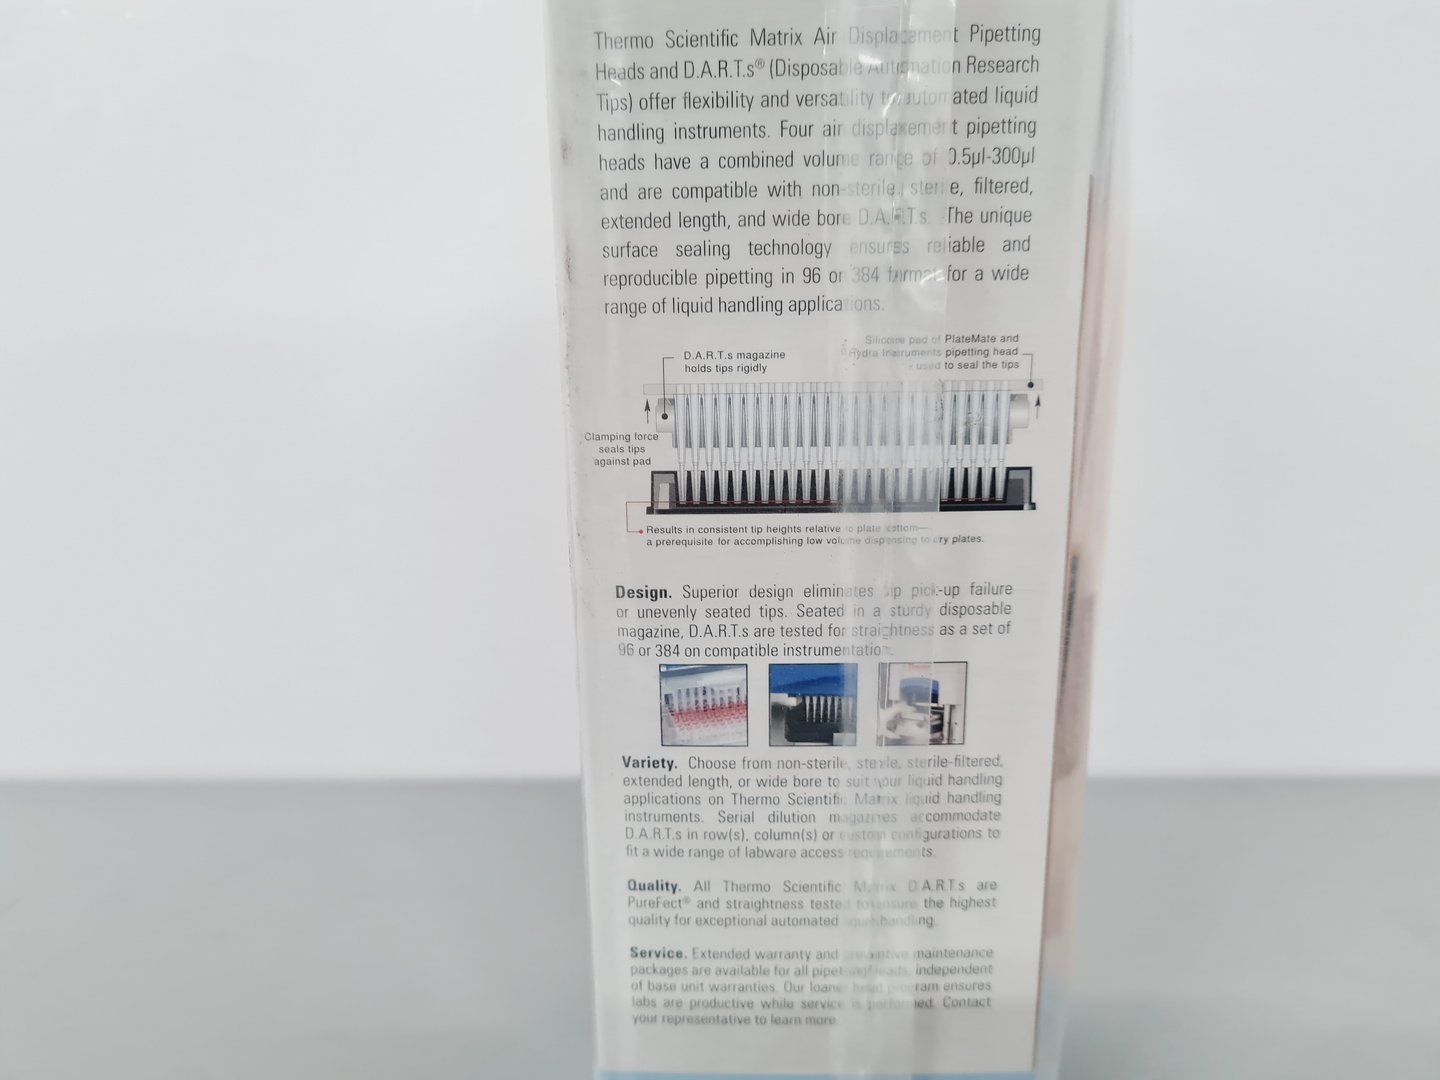 Thermo Scientific Matrix Air Displacement Pipetting
Heads and D.A.R.T.s® (Disposable Automation Research
Tips) offer flexibility and versatility to automated liquid
handling instruments. Four air displacement pipetting
heads have a combined volume range of 0.5µl-300µl
and are compatible with non-sterile, sterile, filtered,
extended length, and wide bore D.A.R.T.s. The unique
surface sealing technology ensures reliable and
reproducible pipetting in 96 or 384 format for a wide
range of liquid handling applications.
D.A.R.T.s magazine
holds tips rigidly
Silicone pad of PlateMate and
Hydra Instruments pipetting head
used to seal the tips
Clamping force
seals tips
against pad
Results in consistent tip heights relative to plate bottom—
a prerequisite for accomplishing low volume dispensing to dry plates.
Design. Superior design eliminates tip pick-up failure
or unevenly seated tips. Seated in a sturdy disposable
magazine, D.A.R.T.s are tested for straightness as a set of
96 or 384 on compatible instrumentation.
Variety. Choose from non-sterile, sterile, sterile-filtered,
extended length, or wide bore to suit your liquid handling
applications on Thermo Scientific Matrix liquid handling
instruments. Serial dilution magazines accommodate
D.A.R.T.s in row(s), column(s) or custom configurations to
fit a wide range of labware access requirements.
Quality. All Thermo Scientific Matrix D.A.R.T.s are
PureFect® and straightness tested to ensure the highest
quality for exceptional automated liquid handling.
Service. Extended warranty and preventive maintenance
packages are available for all pipetting heads, independent
of base unit warranties. Our loaner head program ensures
labs are productive while service is performed. Contact
your representative to learn more.